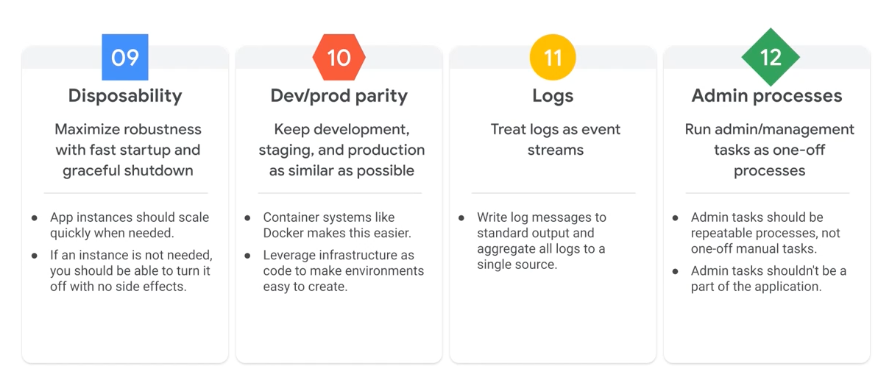 09
Disposability
Maximize robustness
with fast startup and
graceful shutdown
● App instances should scale
quickly when needed.
● If an instance is not needed,
you should be able to turn it
off with no side effects.
10
Dev/prod parity
Keep development,
staging, and production
as similar as possible
● Container systems like
Docker makes this easier.
● Leverage infrastructure as
code to make environments
easy to create.
11
Logs
Treat logs as event
streams
● Write log messages to
standard output and
aggregate all logs to a
single source.
12
Admin processes
Run admin/management
tasks as one-off
processes
● Admin tasks should be
repeatable processes, not
one-off manual tasks.
● Admin tasks shouldn't be a
part of the application.